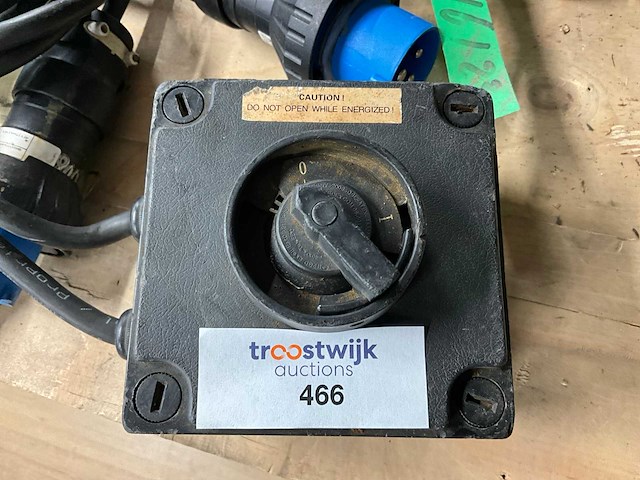 CAUTION!
DO NOT OPEN WHILE ENERGIZED!
0
I
troostwijk
auctions
466